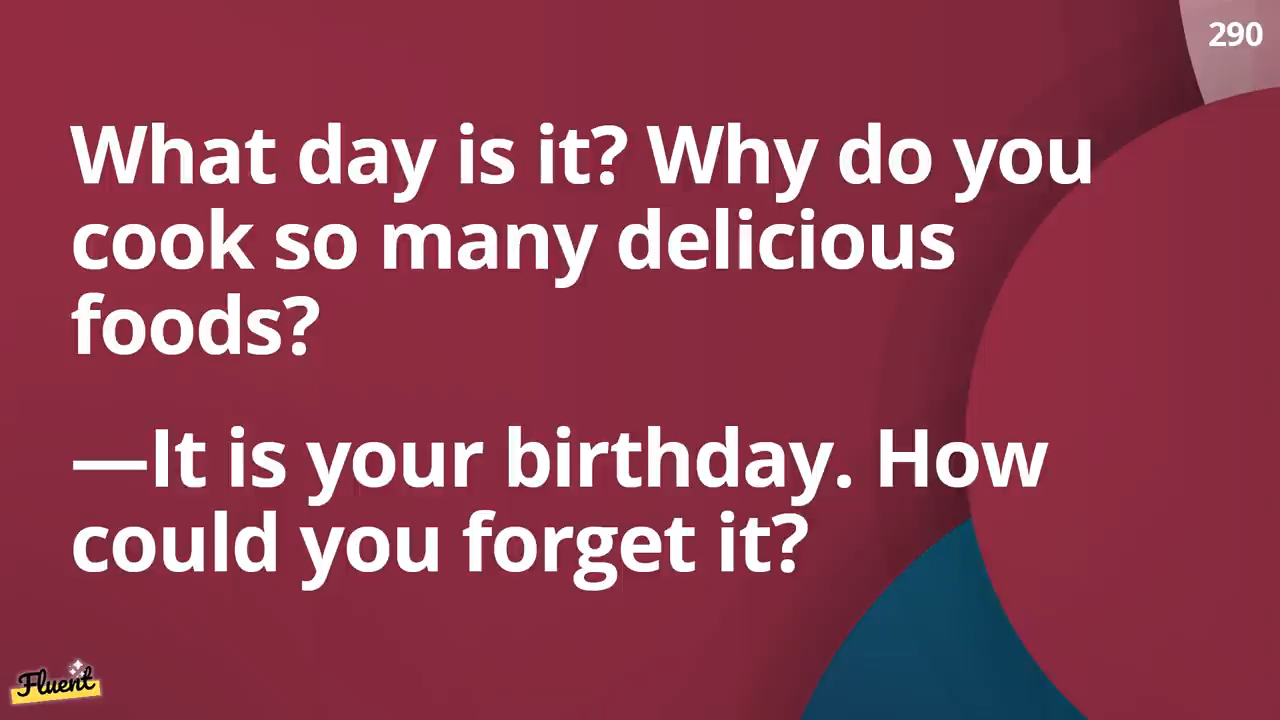 290
What day is it? Why do you
cook so many delicious
foods?
—It is your birthday. How
could you forget it?
Fluent